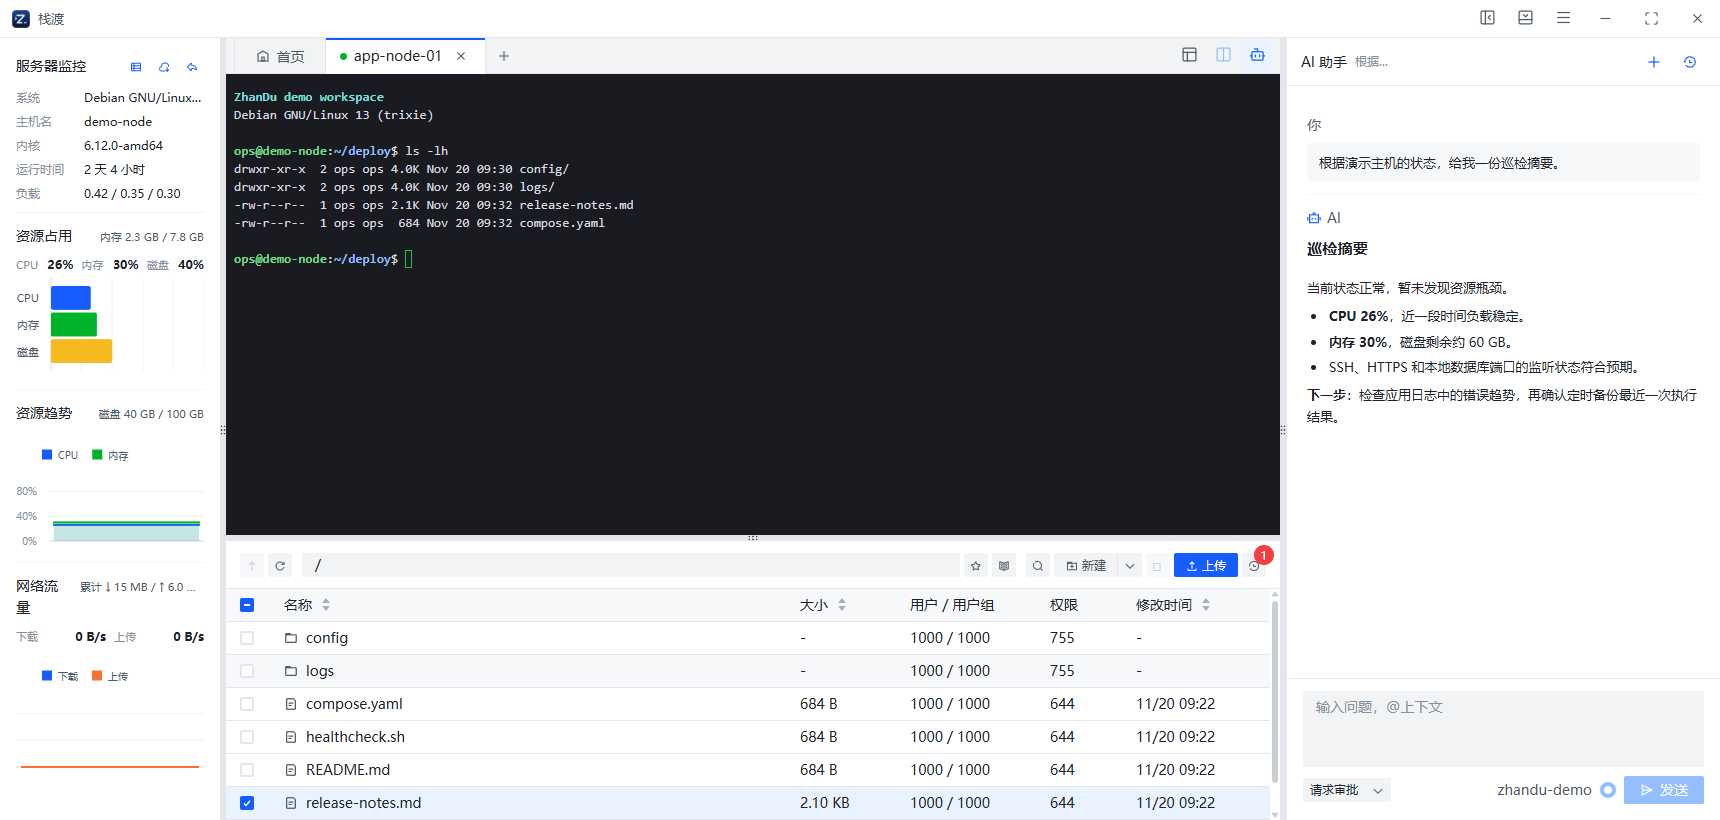 栈渡
服务器监控
系统 Debian GNU/Linux...
主机名 demo-node
内核 6.12.0-amd64
运行时间 2 天 4 小时
负载 0.42 / 0.35 / 0.30
资源占用 内存 2.3 GB / 7.8 GB
CPU 26% 内存 30% 磁盘 40%
CPU
内存
磁盘
资源趋势 磁盘 40 GB / 100 GB
CPU 内存
80%
40%
0%
网络流量 累计 ↓ 15 MB / ↑ 6.0 ...
下载 0 B/s 上传 0 B/s
下载 上传
首页 app-node-01
ZhanDu demo workspace
Debian GNU/Linux 13 (trixie)
ops@demo-node:~/deploy$ ls -lh
drwxr-xr-x 2 ops ops 4.0K Nov 20 09:30 config/
drwxr-xr-x 2 ops ops 4.0K Nov 20 09:30 logs/
-rw-r--r-- 1 ops ops 2.1K Nov 20 09:32 release-notes.md
-rw-r--r-- 1 ops ops 684 Nov 20 09:32 compose.yaml
ops@demo-node:~/deploy$
/ 新建 上传 1
名称 大小 用户 / 用户组 权限 修改时间
config - 1000 / 1000 755 -
logs - 1000 / 1000 755 -
compose.yaml 684 B 1000 / 1000 644 11/20 09:22
healthcheck.sh 684 B 1000 / 1000 644 11/20 09:22
README.md 684 B 1000 / 1000 644 11/20 09:22
release-notes.md 2.10 KB 1000 / 1000 644 11/20 09:22
AI 助手 根据...
你
根据演示主机的状态，给我一份巡检摘要。
AI
巡检摘要
当前状态正常，暂未发现资源瓶颈。
• CPU 26%，近一段时间负载稳定。
• 内存 30%，磁盘剩余约 60 GB。
• SSH、HTTPS 和本地数据库端口的监听状态符合预期。
下一步：检查应用日志中的错误趋势，再确认定时备份最近一次执行
结果。
输入问题，@上下文
请求审批 zhandu-demo 发送